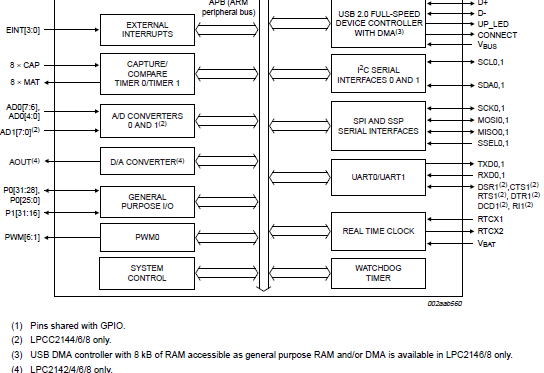 APB (ARM
peripheral bus)
EINT[3:0]
EXTERNAL
INTERRUPTS
8 × CAP
8 × MAT
CAPTURE/
COMPARE
TIMER 0/TIMER 1
AD0[7:6],
AD0[4:0]
AD1[7:0](2)
A/D CONVERTERS
0 AND 1(2)
AOUT(4)
D/A CONVERTER(4)
P0[31:28],
P0[25:0]
P1[31:16]
GENERAL
PURPOSE I/O
PWM[6:1]
PWM0
SYSTEM
CONTROL
USB 2.0 FULL-SPEED
DEVICE CONTROLLER
WITH DMA(3)
D+
D-
UP_LED
CONNECT
VBUS
I2C SERIAL
INTERFACES 0 AND 1
SCL0,1
SDA0,1
SPI AND SSP
SERIAL INTERFACES
SCK0,1
MOSI0,1
MISO0,1
SSEL0,1
UART0/UART1
TXD0,1
RXD0,1
DSR1(2),CTS1(2)
RTS1(2), DTR1(2)
DCD1(2), RI1(2)
REAL TIME CLOCK
RTCX1
RTCX2
VBAT
WATCHDOG
TIMER
002aab560
(1) Pins shared with GPIO.
(2) LPCC2144/6/8 only.
(3) USB DMA controller with 8 kB of RAM accessible as general purpose RAM and/or DMA is available in LPC2146/8 only.
(4) LPC2142/4/6/8 only.